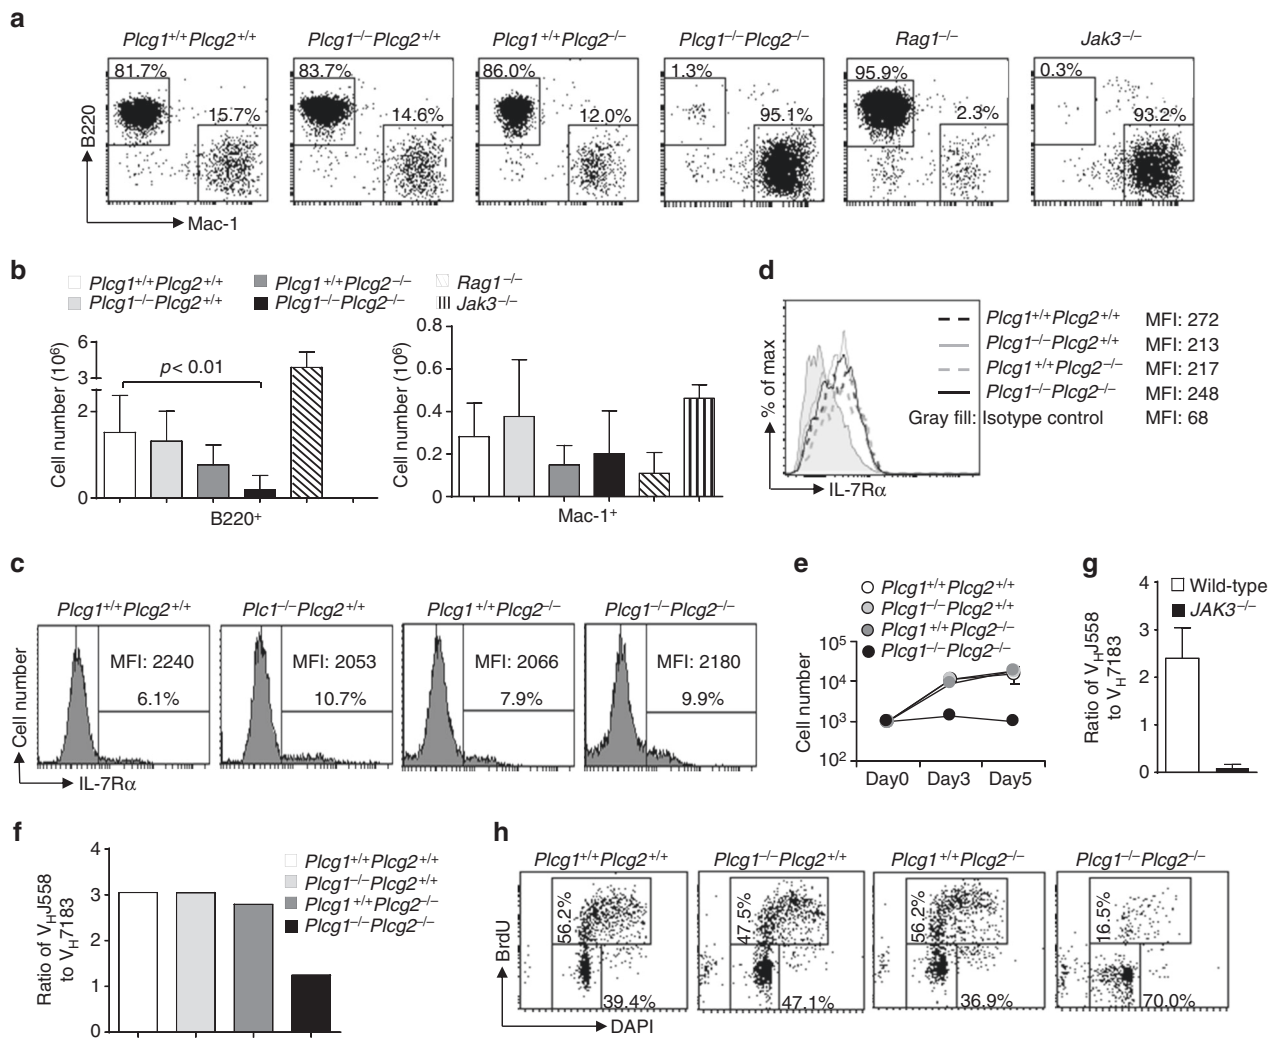 a
Plcg1+/+Plcg2+/+ Plcg1−/−Plcg2+/+ Plcg1+/+Plcg2−/− Plcg1−/−Plcg2−/− Rag1−/− Jak3−/−
81.7% 83.7% 86.0% 1.3% 95.9% 0.3%
15.7% 14.6% 12.0% 95.1% 2.3% 93.2%
B220
Mac-1
b
Plcg1+/+Plcg2+/+ Plcg1+/+Plcg2−/− Rag1−/−
Plcg1−/−Plcg2+/+ Plcg1−/−Plcg2−/− Jak3−/−
Cell number (10⁶)
6
3
2
0
p< 0.01
B220+
Cell number (10⁶)
0.8
0.6
0.4
0.2
0
Mac-1+
d
Plcg1+/+Plcg2+/+ MFI: 272
Plcg1−/−Plcg2+/+ MFI: 213
Plcg1+/+Plcg2−/− MFI: 217
Plcg1−/−Plcg2−/− MFI: 248
Gray fill: Isotype control MFI: 68
% of max
IL-7Rα
c
Plcg1+/+Plcg2+/+ Plc1−/−Plcg2+/+ Plcg1+/+Plcg2−/− Plcg1−/−Plcg2−/−
MFI: 2240 MFI: 2053 MFI: 2066 MFI: 2180
6.1% 10.7% 7.9% 9.9%
Cell number
IL-7Rα
e
Plcg1+/+Plcg2+/+
Plcg1−/−Plcg2+/+
Plcg1+/+Plcg2−/−
Plcg1−/−Plcg2−/−
Cell number
10⁵
10⁴
10³
10²
Day0 Day3 Day5
g
Wild-type
JAK3−/−
Ratio of VHJ558
to VH7183
4
3
2
1
0
f
Plcg1+/+Plcg2+/+
Plcg1−/−Plcg2+/+
Plcg1+/+Plcg2−/−
Plcg1−/−Plcg2−/−
Ratio of VHJ558
to VH7183
4
3
2
1
0
h
Plcg1+/+Plcg2+/+ Plcg1−/−Plcg2+/+ Plcg1+/+Plcg2−/− Plcg1−/−Plcg2−/−
56.2% 47.5% 56.2% 16.5%
39.4% 47.1% 36.9% 70.0%
BrdU
DAPI